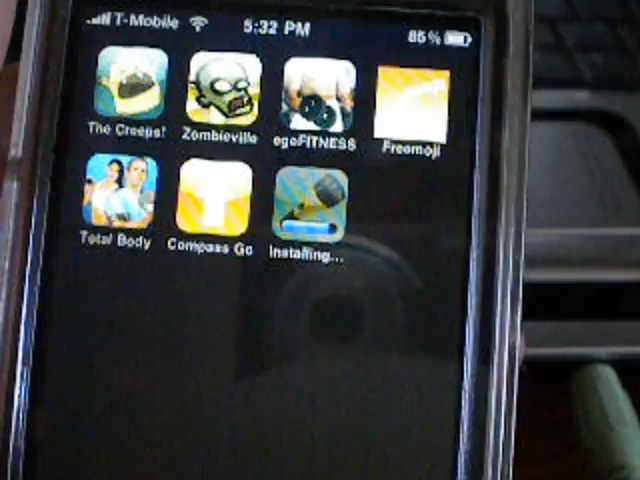 T-Mobile 5:32 PM 85%
The Creeps! Zombieville egoFITNESS Freemoji
Total Body Compass Go Installing...